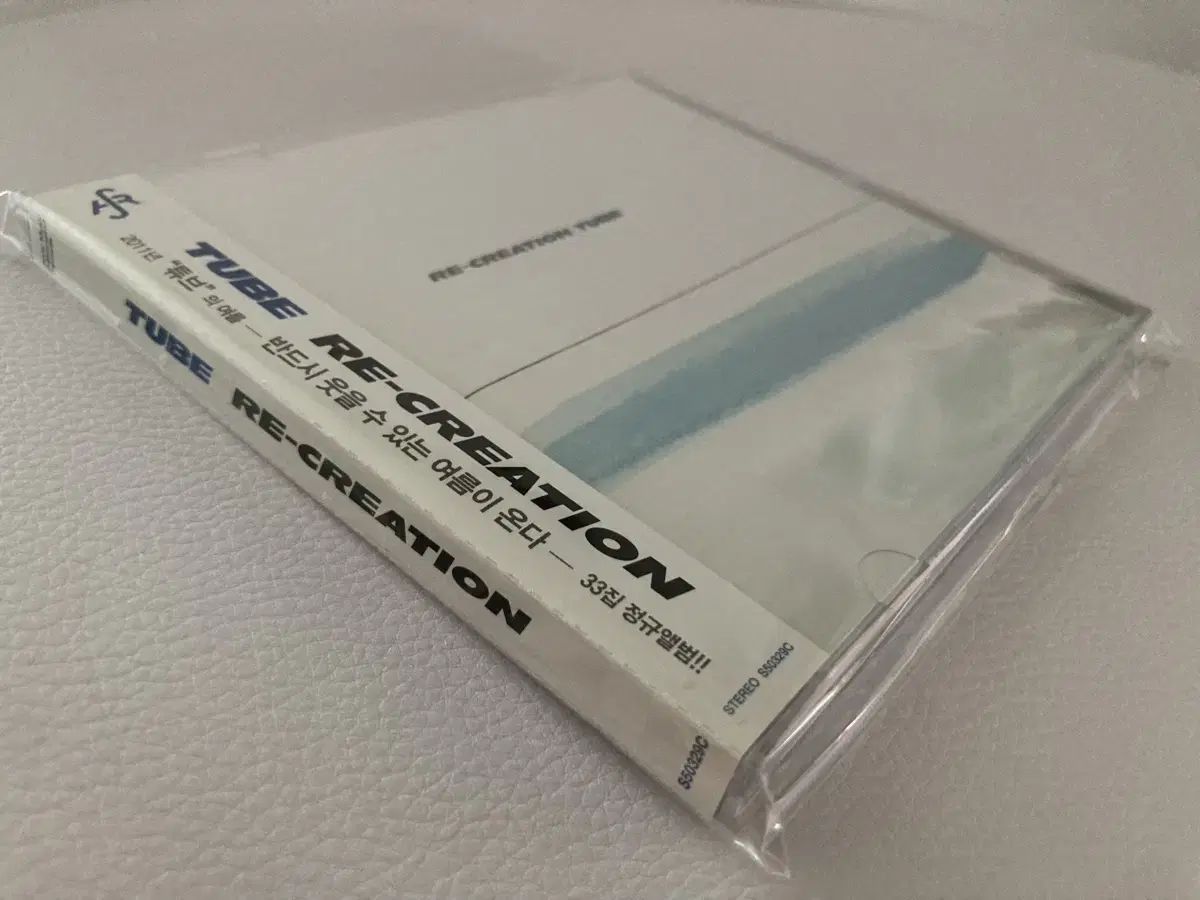 RE-CREATION TUBE
TUBE RE-CREATION
2011년 "튜브"의 여름 — 반드시 웃을 수 있는 여름이 온다 — 33집 정규앨범!!
STEREO S50329C
TUBE RE-CREATION
S50329C